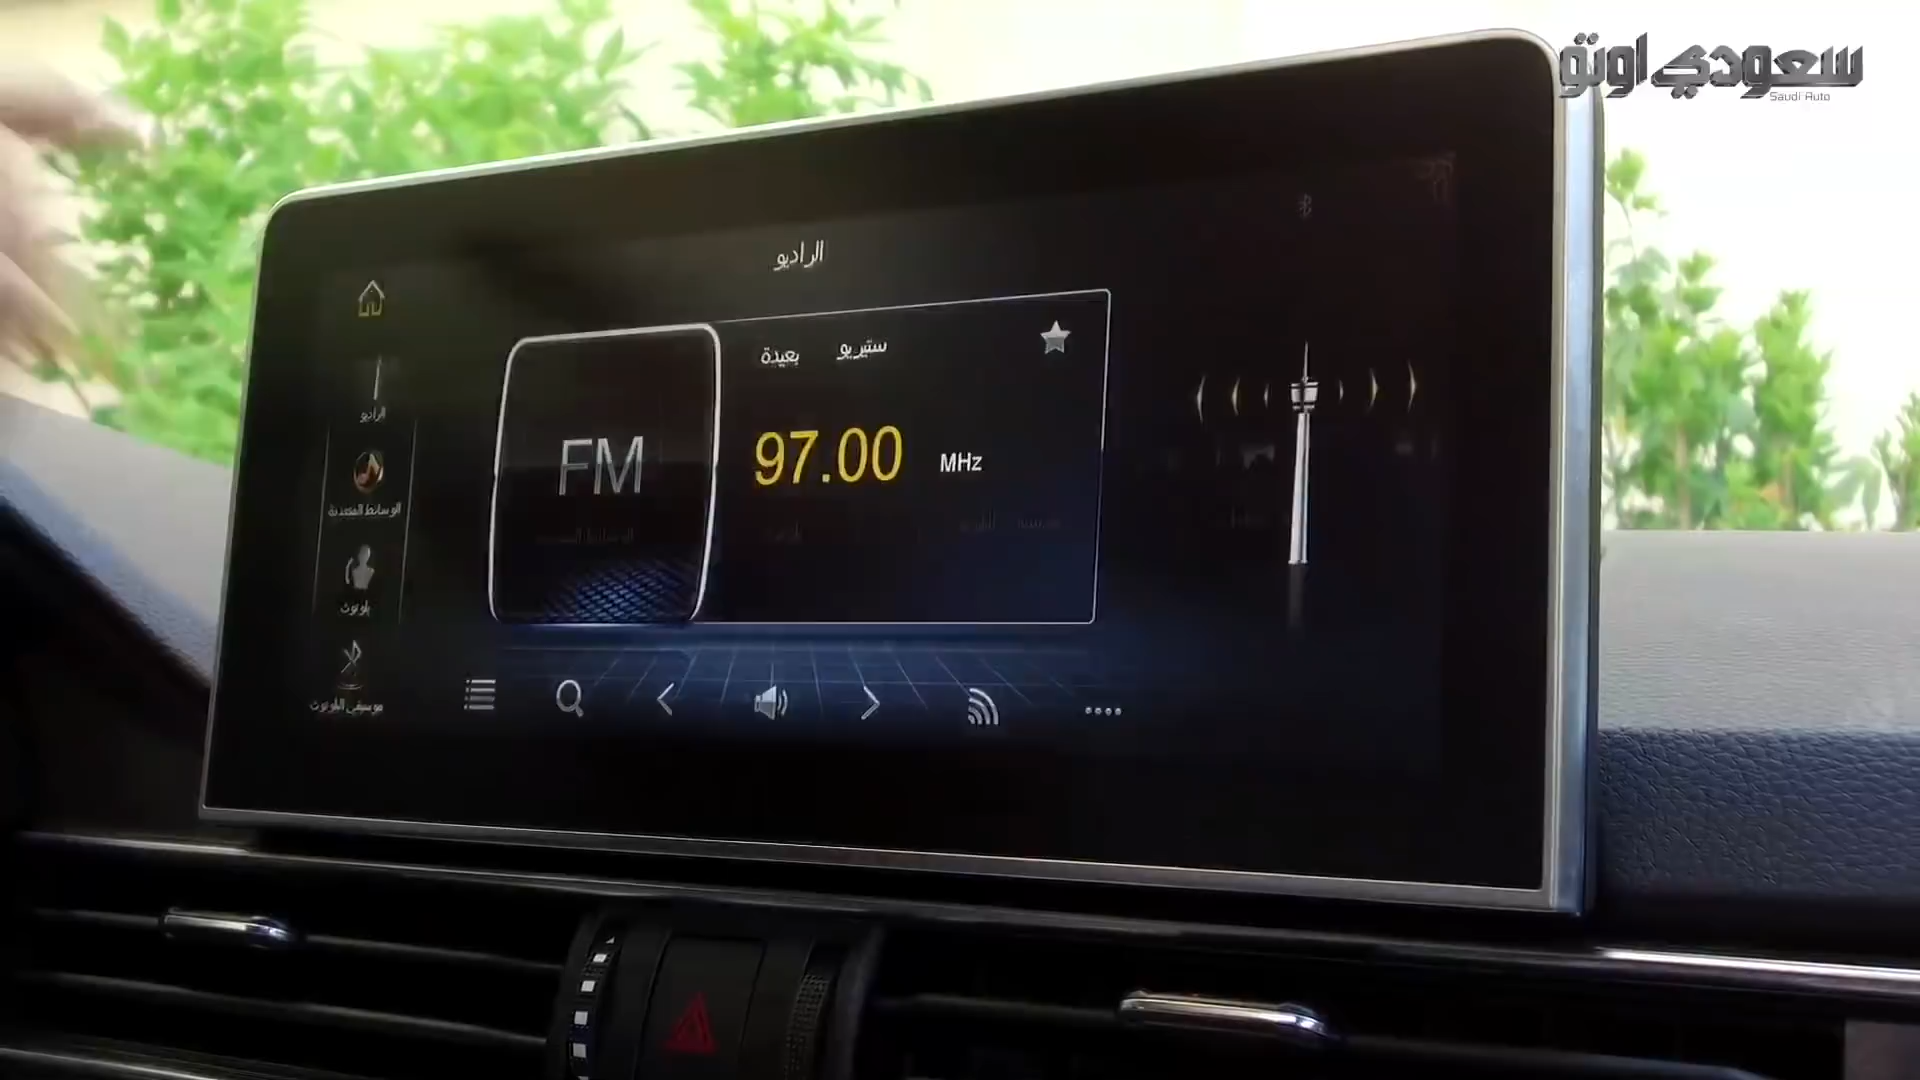 سعودي اوتو
Saudi Auto
الراديو
ستيريو
بعيدة
FM
97.00 MHz
الراديو
الوسائط المتعددة
بلوتوث
موسيقى البلوتوث